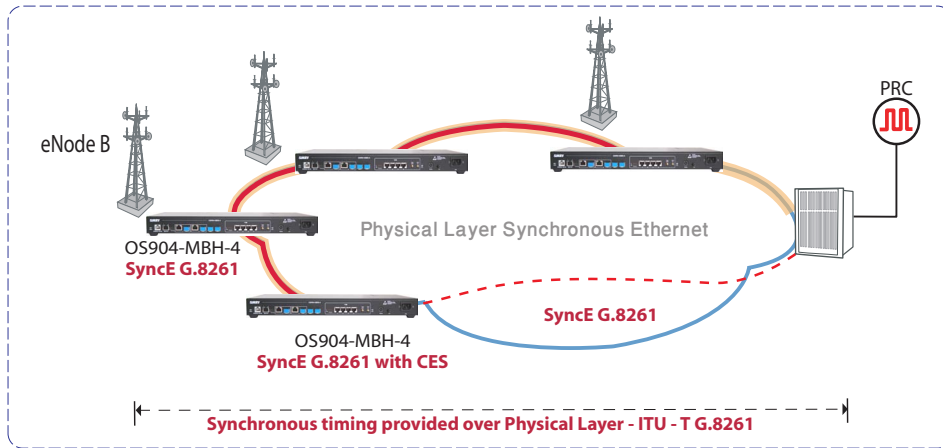 PRC
eNode B
Physical Layer Synchronous Ethernet
OS904-MBH-4
SyncE G.8261
SyncE G.8261
OS904-MBH-4
SyncE G.8261 with CES
Synchronous timing provided over Physical Layer - ITU - T G.8261